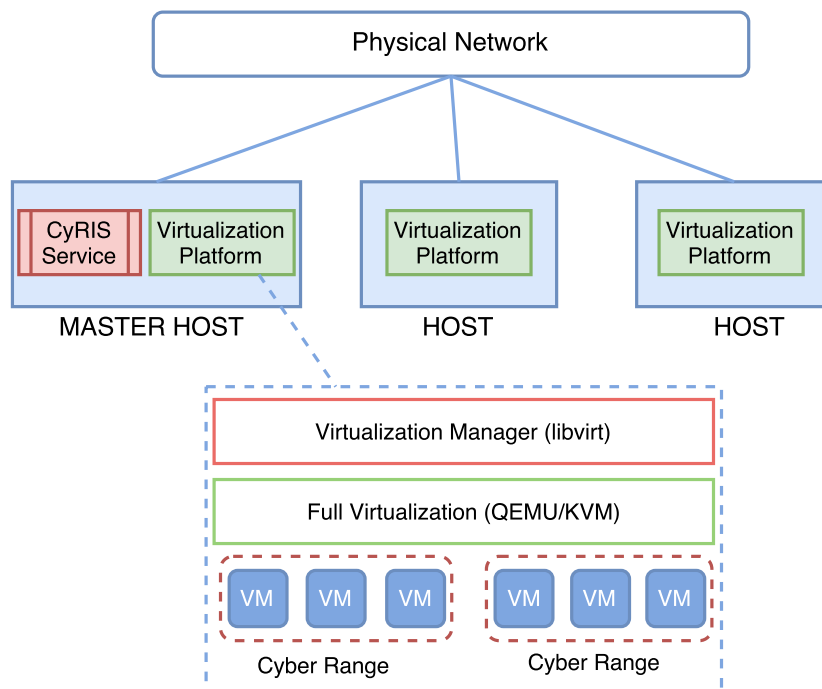 Physical Network
CyRIS
Service
Virtualization
Platform
Virtualization
Platform
Virtualization
Platform
MASTER HOST
HOST
HOST
Virtualization Manager (libvirt)
Full Virtualization (QEMU/KVM)
VM
VM
VM
VM
VM
VM
Cyber Range
Cyber Range